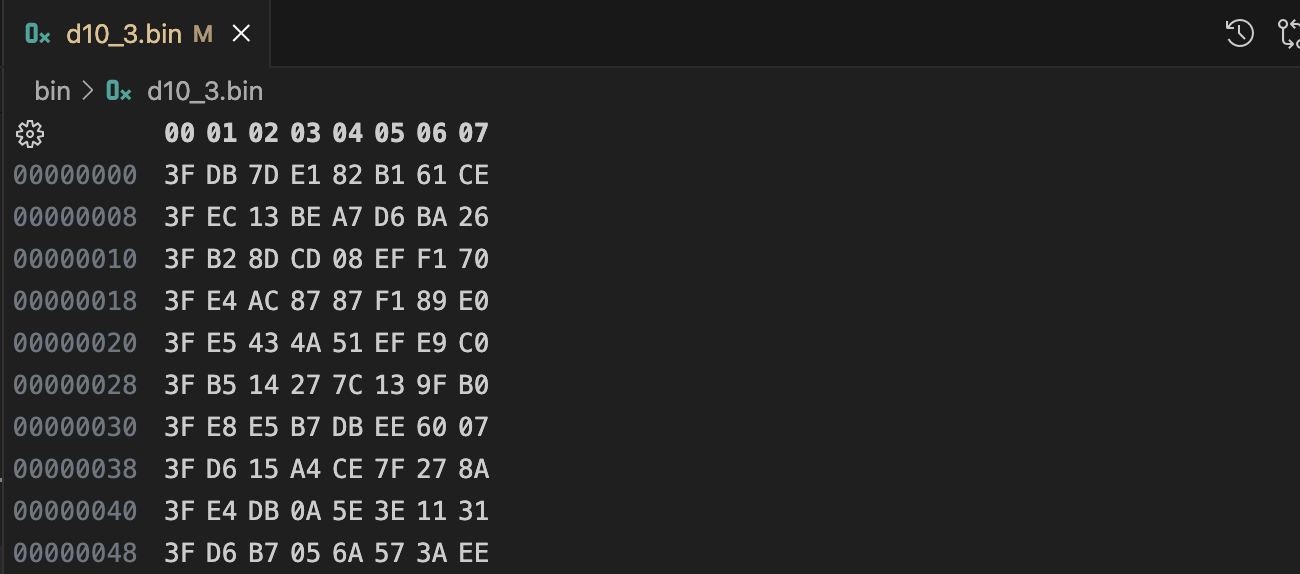 0x d10_3.bin M ×
bin > 0x d10_3.bin
00 01 02 03 04 05 06 07
00000000 3F DB 7D E1 82 B1 61 CE
00000008 3F EC 13 BE A7 D6 BA 26
00000010 3F B2 8D CD 08 EF F1 70
00000018 3F E4 AC 87 87 F1 89 E0
00000020 3F E5 43 4A 51 EF E9 C0
00000028 3F B5 14 27 7C 13 9F B0
00000030 3F E8 E5 B7 DB EE 60 07
00000038 3F D6 15 A4 CE 7F 27 8A
00000040 3F E4 DB 0A 5E 3E 11 31
00000048 3F D6 B7 05 6A 57 3A EE